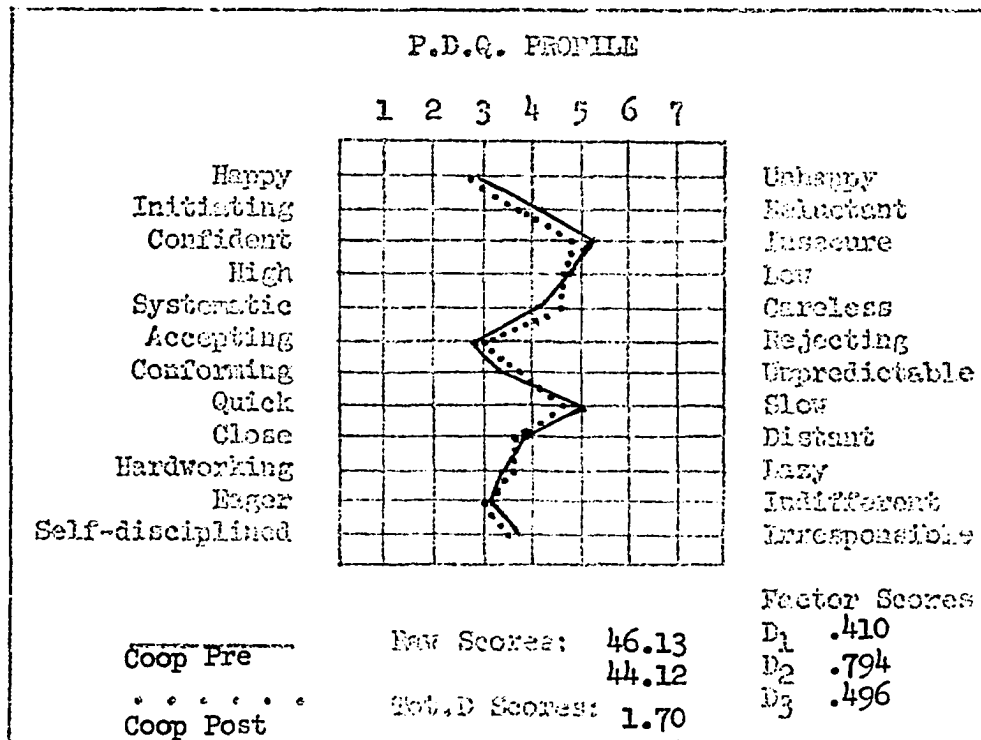 P.D.Q. PROFILE
1 2 3 4 5 6 7
Happy Unhappy
Initiating Reluctant
Confident Insecure
High Low
Systematic Careless
Accepting Rejecting
Conforming Unpredictable
Quick Slow
Close Distant
Hardworking Lazy
Eager Indifferent
Self-disciplined Irresponsible
Factor Scores
Coop Pre Raw Scores: 46.13 D1 .410
44.12 D2 .794
Coop Post Tot.D Scores: 1.70 D3 .496